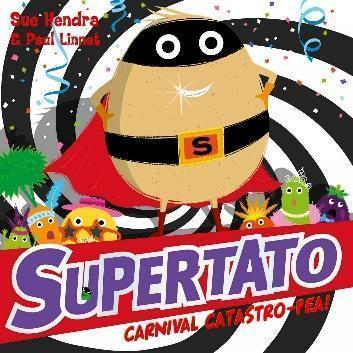 Sue Hendra
& Paul Linnet
S
SUPERTATO
CARNIVAL CATASTRO-PEA!